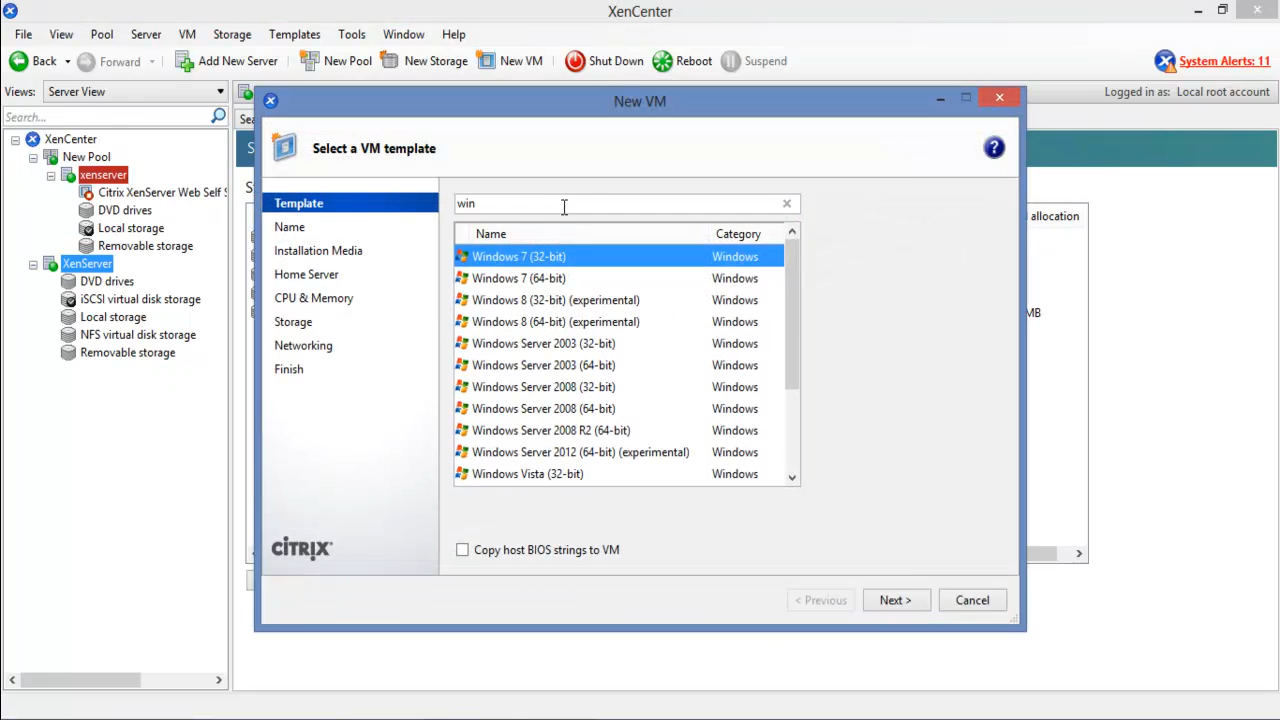 XenCenter
File View Pool Server VM Storage Templates Tools Window Help
Back Forward Add New Server New Pool New Storage New VM Shut Down Reboot Suspend System Alerts: 11
Views: Server View Logged in as: Local root account
Search...
XenCenter
New Pool
xenserver
Citrix XenServer Web Self S
DVD drives
Local storage
Removable storage
XenServer
DVD drives
iSCSI virtual disk storage
Local storage
NFS virtual disk storage
Removable storage
Sea
S
St
allocation
MB
New VM
Select a VM template
?
Template
Name
Installation Media
Home Server
CPU & Memory
Storage
Networking
Finish
CITRIX
win
Name Category
Windows 7 (32-bit) Windows
Windows 7 (64-bit) Windows
Windows 8 (32-bit) (experimental) Windows
Windows 8 (64-bit) (experimental) Windows
Windows Server 2003 (32-bit) Windows
Windows Server 2003 (64-bit) Windows
Windows Server 2008 (32-bit) Windows
Windows Server 2008 (64-bit) Windows
Windows Server 2008 R2 (64-bit) Windows
Windows Server 2012 (64-bit) (experimental) Windows
Windows Vista (32-bit) Windows
Copy host BIOS strings to VM
< Previous Next > Cancel